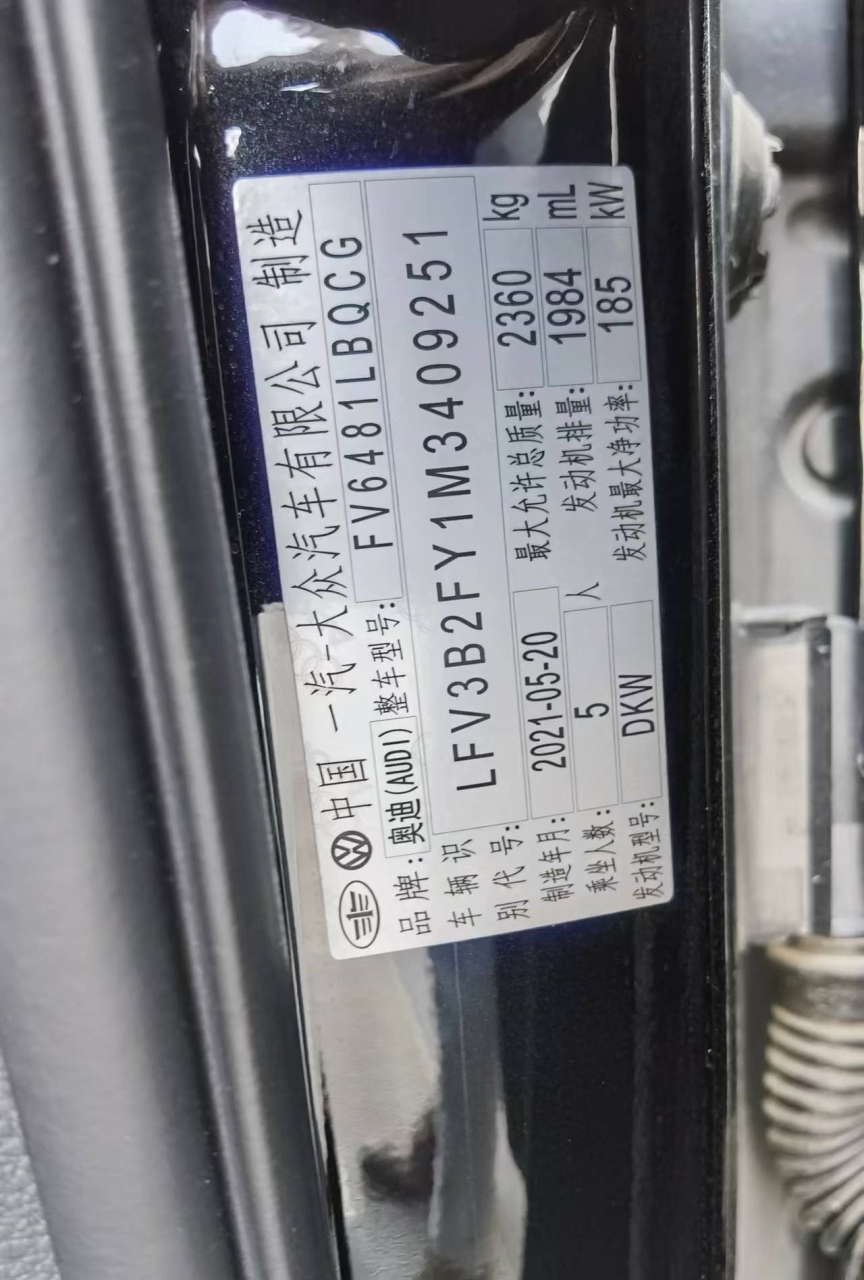 中国 一汽-大众汽车有限公司 制造
品牌: 奥迪(AUDI) 整车型号: FV6481LBQCG
车辆识别代号: LFV3B2FY1M3409251
制造年月: 2021-05-20 最大允许总质量: 2360 kg
乘坐人数: 5 人 发动机排量: 1984 mL
发动机型号: DKW 发动机最大净功率: 185 kW